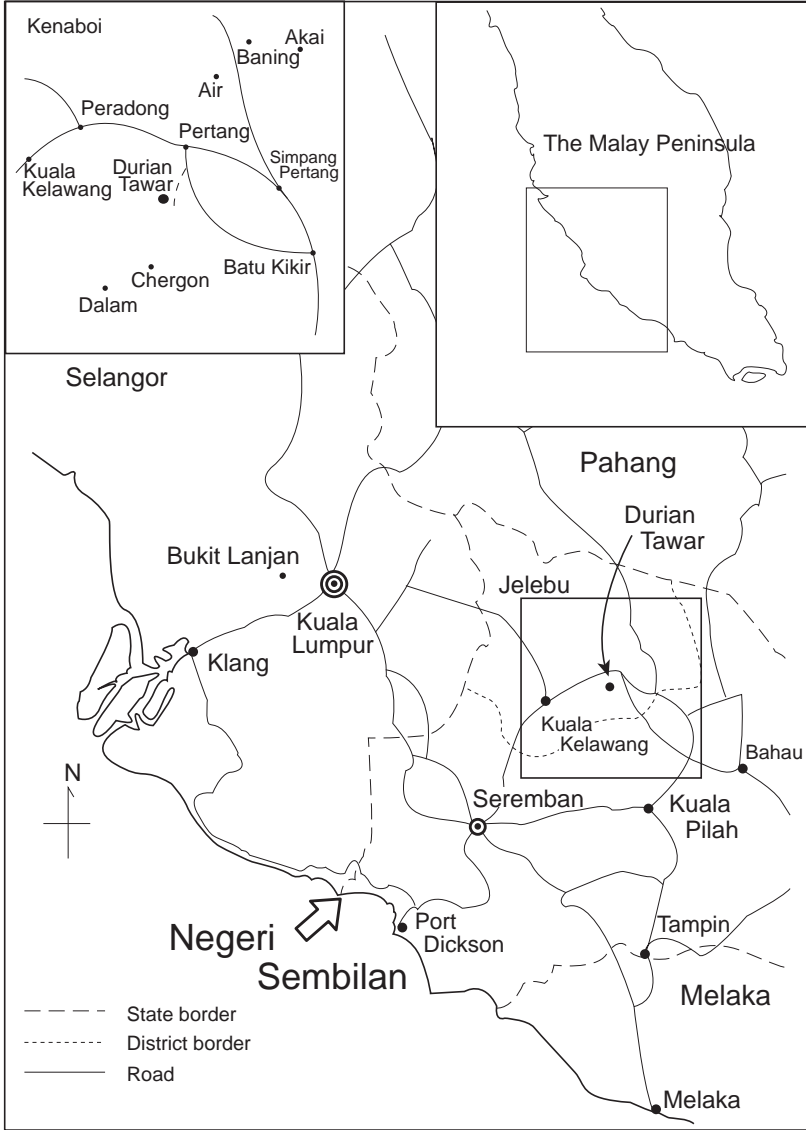 Kenaboi
Akai
Baning
Air
Peradong
Pertang
Simpang
Pertang
Kuala
Kelawang
Durian
Tawar
Batu Kikir
Chergon
Dalam
The Malay Peninsula
Selangor
Pahang
Durian
Tawar
Bukit Lanjan
Jelebu
Kuala
Lumpur
Klang
Kuala
Kelawang
Bahau
N
Seremban
Kuala
Pilah
Port
Dickson
Tampin
Negeri
Sembilan
Melaka
State border
District border
Road
Melaka